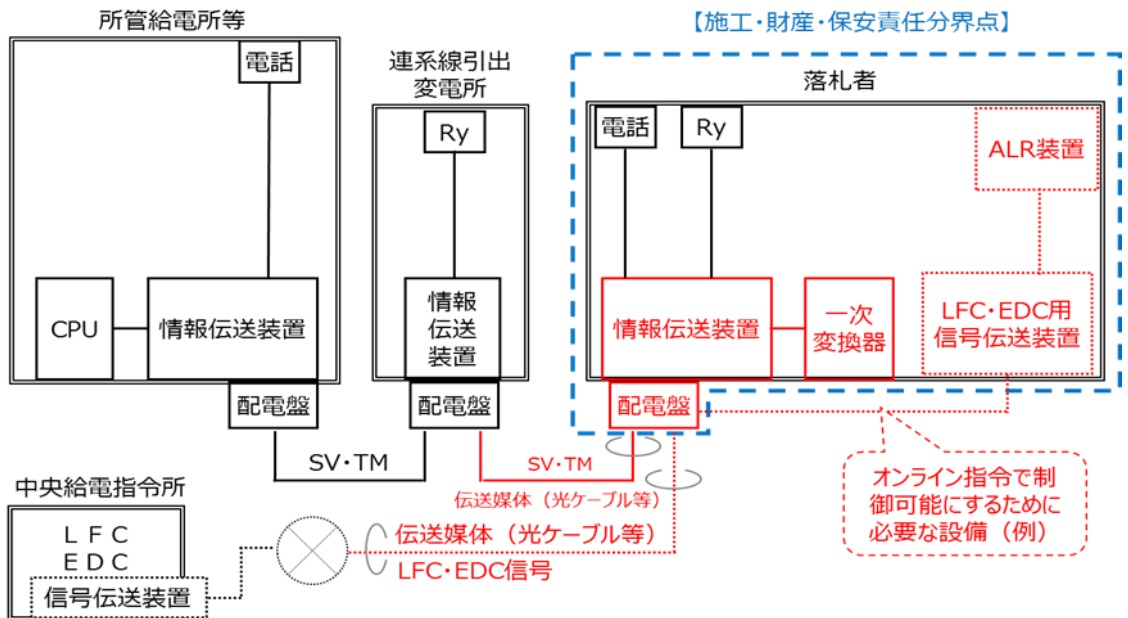 所管給電所等
電話
CPU
情報伝送装置
配電盤
連系線引出
変電所
Ry
情報
伝送
装置
配電盤
【施工・財産・保安責任分界点】
落札者
電話
Ry
ALR装置
情報伝送装置
一次
変換器
LFC・EDC用
信号伝送装置
配電盤
SV・TM
SV・TM
伝送媒体（光ケーブル等）
オンライン指令で制
御可能にするために
必要な設備（例）
中央給電指令所
ＬＦＣ
ＥＤＣ
信号伝送装置
伝送媒体（光ケーブル等）
LFC・EDC信号